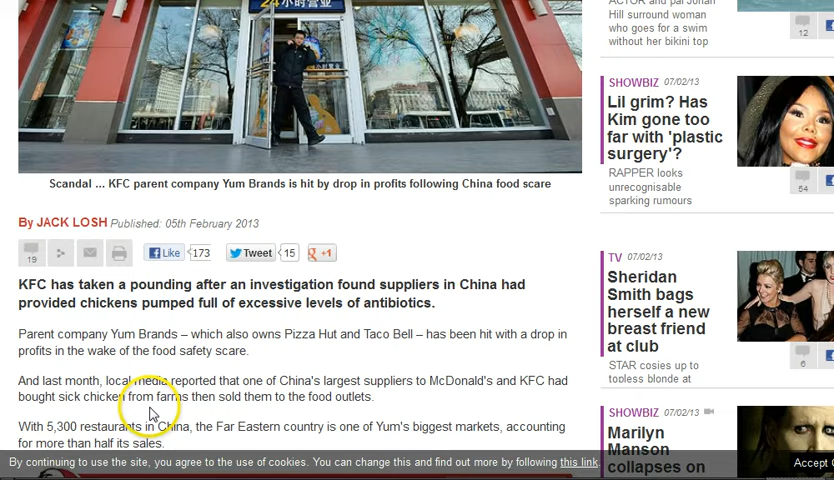 24小时营业
Scandal ... KFC parent company Yum Brands is hit by drop in profits following China food scare
By JACK LOSH Published: 05th February 2013
19
Like 173
Tweet 15
g +1
KFC has taken a pounding after an investigation found suppliers in China had
provided chickens pumped full of excessive levels of antibiotics.
Parent company Yum Brands – which also owns Pizza Hut and Taco Bell – has been hit with a drop in
profits in the wake of the food safety scare.
And last month, local media reported that one of China's largest suppliers to McDonald's and KFC had
bought sick chicken from farms then sold them to the food outlets.
With 5,300 restaurants in China, the Far Eastern country is one of Yum's biggest markets, accounting
for more than half its sales.
By continuing to use the site, you agree to the use of cookies. You can change this and find out more by following this link.
Accept
ACTOR and pal Jonah
Hill surround woman
who goes for a swim
without her bikini top
12
SHOWBIZ 07/02/13
Lil grim? Has
Kim gone too
far with 'plastic
surgery'?
RAPPER looks
unrecognisable
sparking rumours
54
TV 07/02/13
Sheridan
Smith bags
herself a new
breast friend
at club
STAR cosies up to
topless blonde at
6
SHOWBIZ 07/02/13
Marilyn
Manson
collapses on